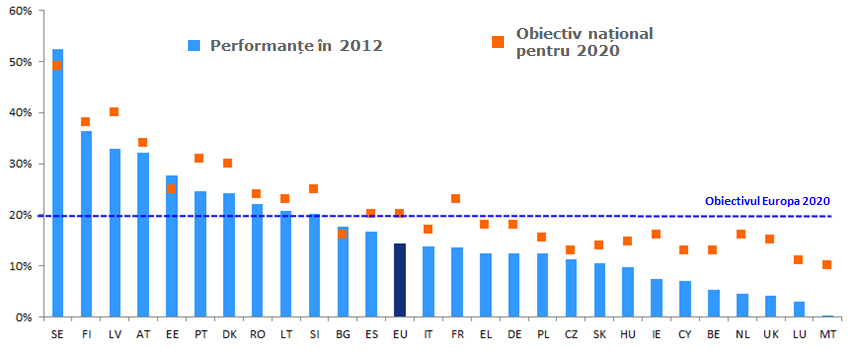 60%
50%
40%
30%
20%
10%
0%
Performanțe în 2012
Obiectiv național
pentru 2020
Obiectivul Europa 2020
SE FI LV AT EE PT DK RO LT SI BG ES EU IT FR EL DE PL CZ SK HU IE CY BE NL UK LU MT